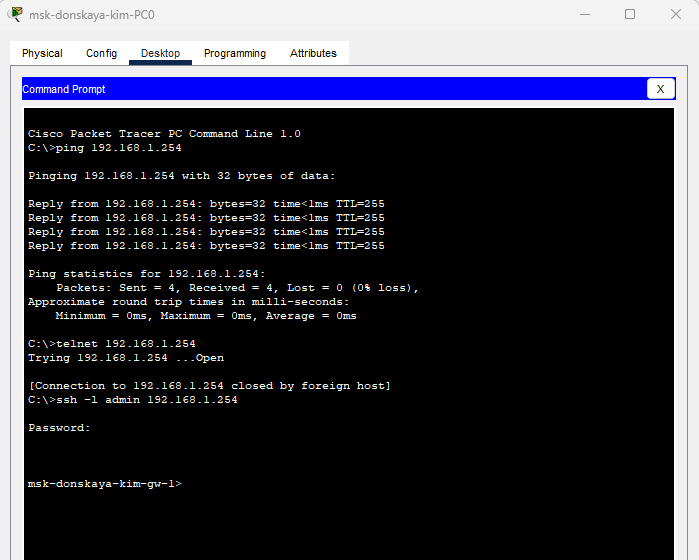 msk-donskaya-kim-PC0
Physical Config Desktop Programming Attributes
Command Prompt X
Cisco Packet Tracer PC Command Line 1.0
C:\>ping 192.168.1.254
Pinging 192.168.1.254 with 32 bytes of data:
Reply from 192.168.1.254: bytes=32 time<1ms TTL=255
Reply from 192.168.1.254: bytes=32 time<1ms TTL=255
Reply from 192.168.1.254: bytes=32 time<1ms TTL=255
Reply from 192.168.1.254: bytes=32 time<1ms TTL=255
Ping statistics for 192.168.1.254:
Packets: Sent = 4, Received = 4, Lost = 0 (0% loss),
Approximate round trip times in milli-seconds:
Minimum = 0ms, Maximum = 0ms, Average = 0ms
C:\>telnet 192.168.1.254
Trying 192.168.1.254 ...Open
[Connection to 192.168.1.254 closed by foreign host]
C:\>ssh -l admin 192.168.1.254
Password:
msk-donskaya-kim-gw-1>